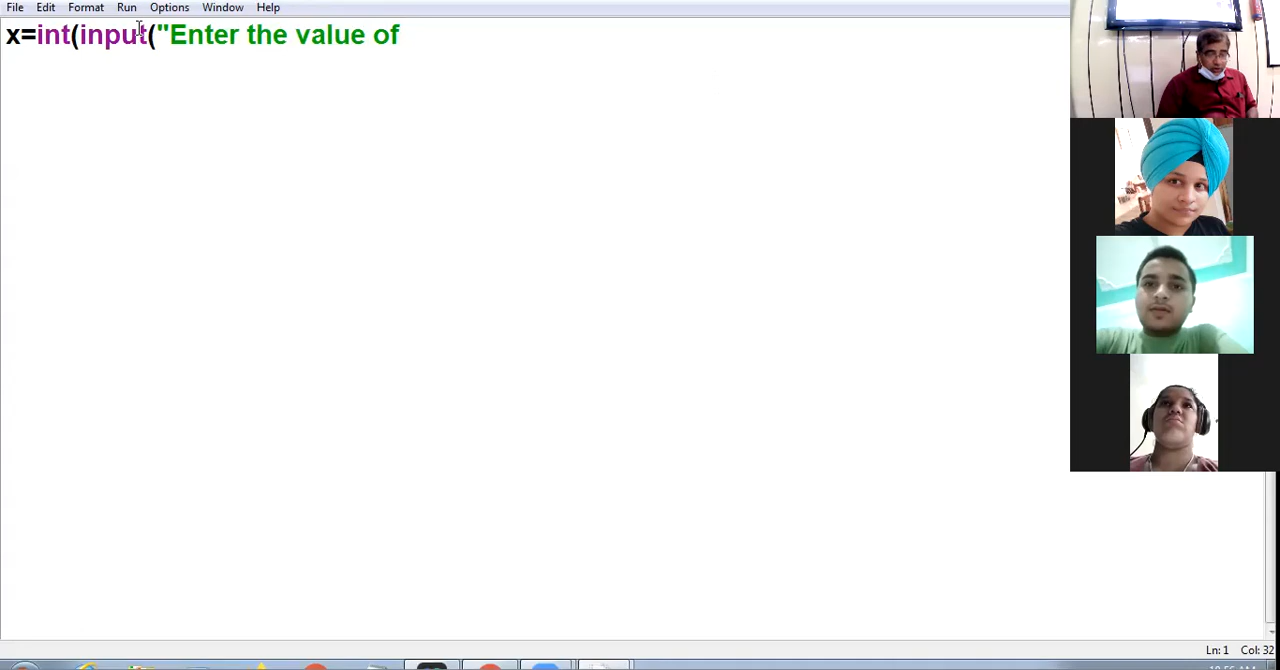 File Edit Format Run Options Window Help
x=int(input("Enter the value of
Ln: 1 Col: 32